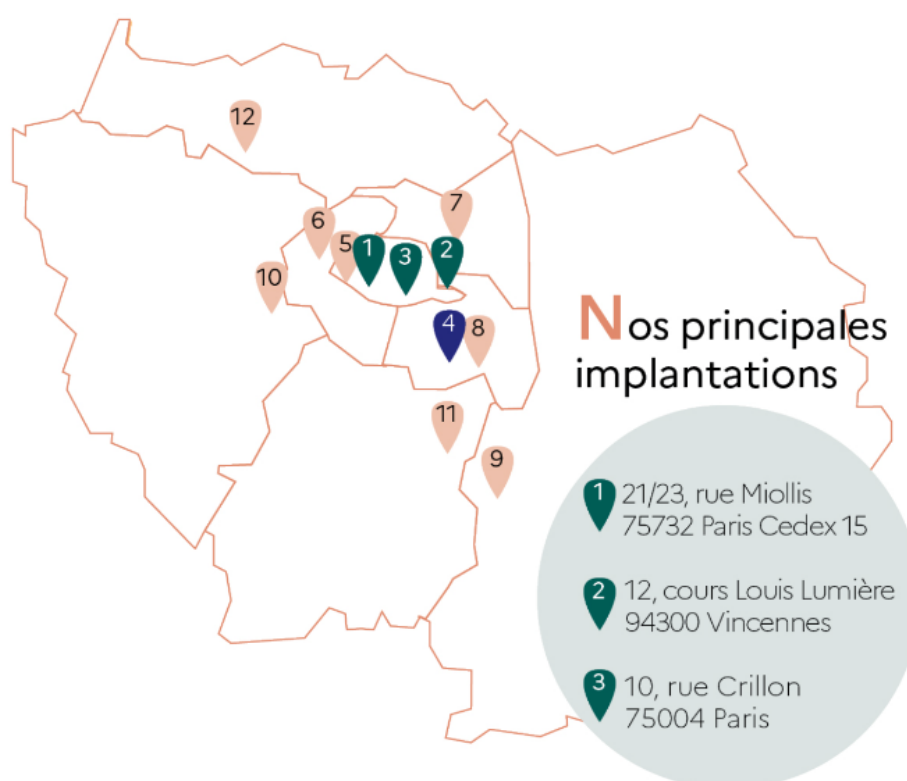 12
7
6
5
1
3
2
10
4
8
11
9
Nos principales
implantations
1 21/23, rue Miollis
75732 Paris Cedex 15
2 12, cours Louis Lumière
94300 Vincennes
3 10, rue Crillon
75004 Paris